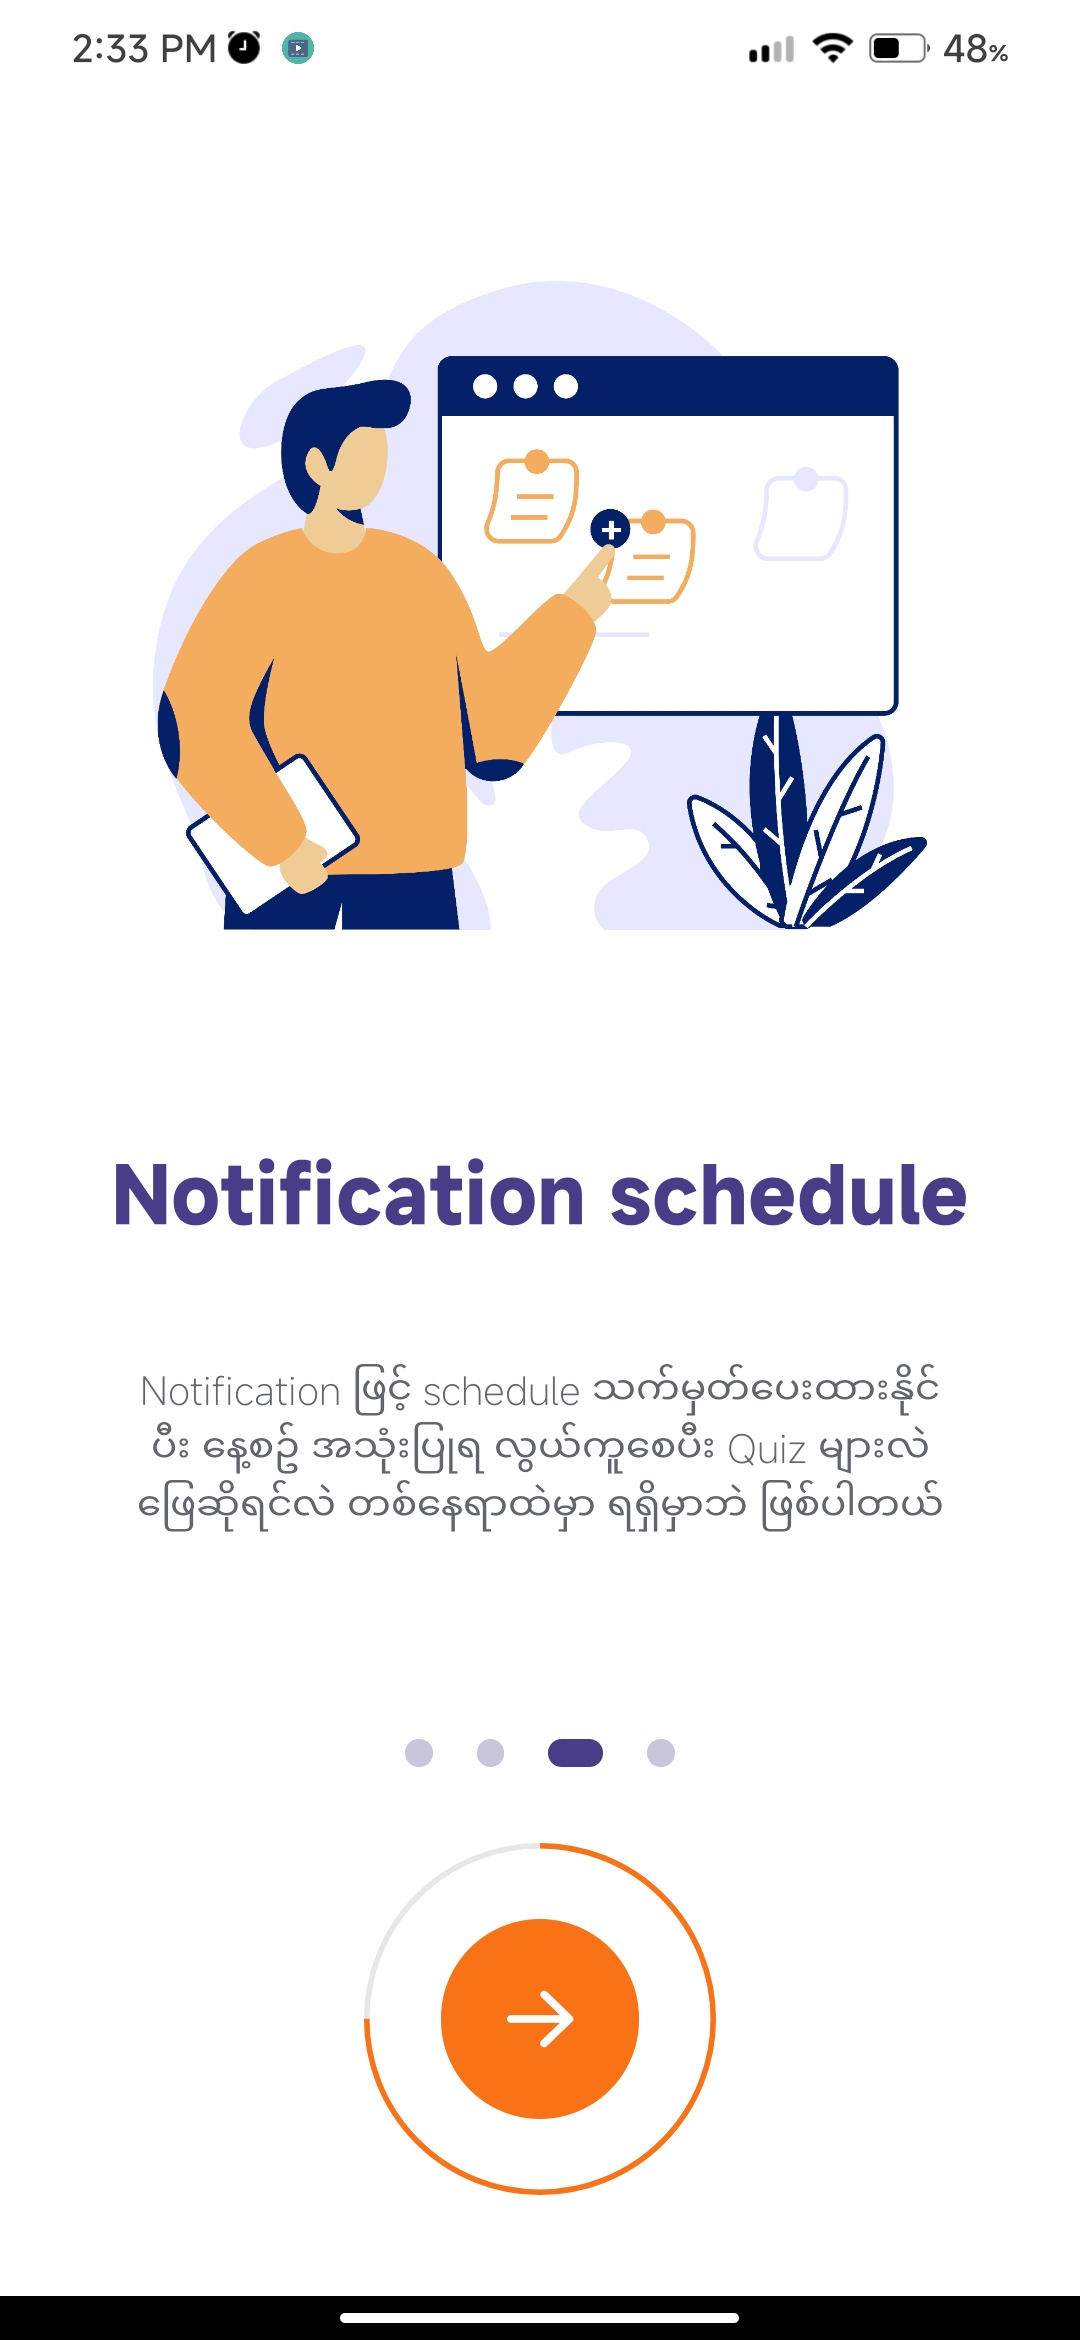 2:33 PM
48%
Notification schedule
Notification ဖြင့် schedule သက်မှတ်ပေးထားနိုင်
ပီး နေ့စဥ် အသုံးပြုရ လွယ်ကူစေပီး Quiz များလဲ
ဖြေဆိုရင်လဲ တစ်နေရာထဲမှာ ရရှိမှာဘဲ ဖြစ်ပါတယ်